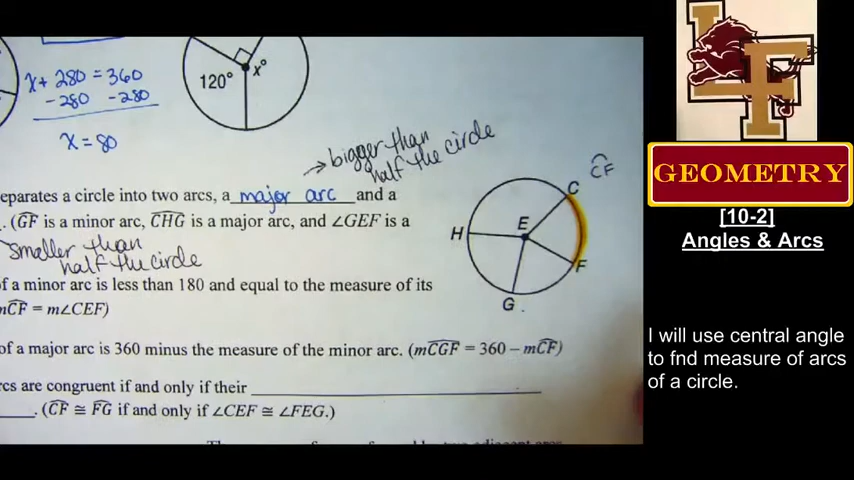 x + 280 = 360
-280 -280
x = 80
120°
x°
→ bigger than
half the circle
eparates a circle into two arcs, a major arc and a
. (GF is a minor arc, CHG is a major arc, and ∠GEF is a
smaller than
half the circle
of a minor arc is less than 180 and equal to the measure of its
mCF = m∠CEF)
of a major arc is 360 minus the measure of the minor arc. (mCGF = 360 – mCF)
rcs are congruent if and only if their
. (CF ≅ FG if and only if ∠CEF ≅ ∠FEG.)
C
CF
H
E
F
G
LF
GEOMETRY
[10-2]
Angles & Arcs
I will use central angle
to fnd measure of arcs
of a circle.